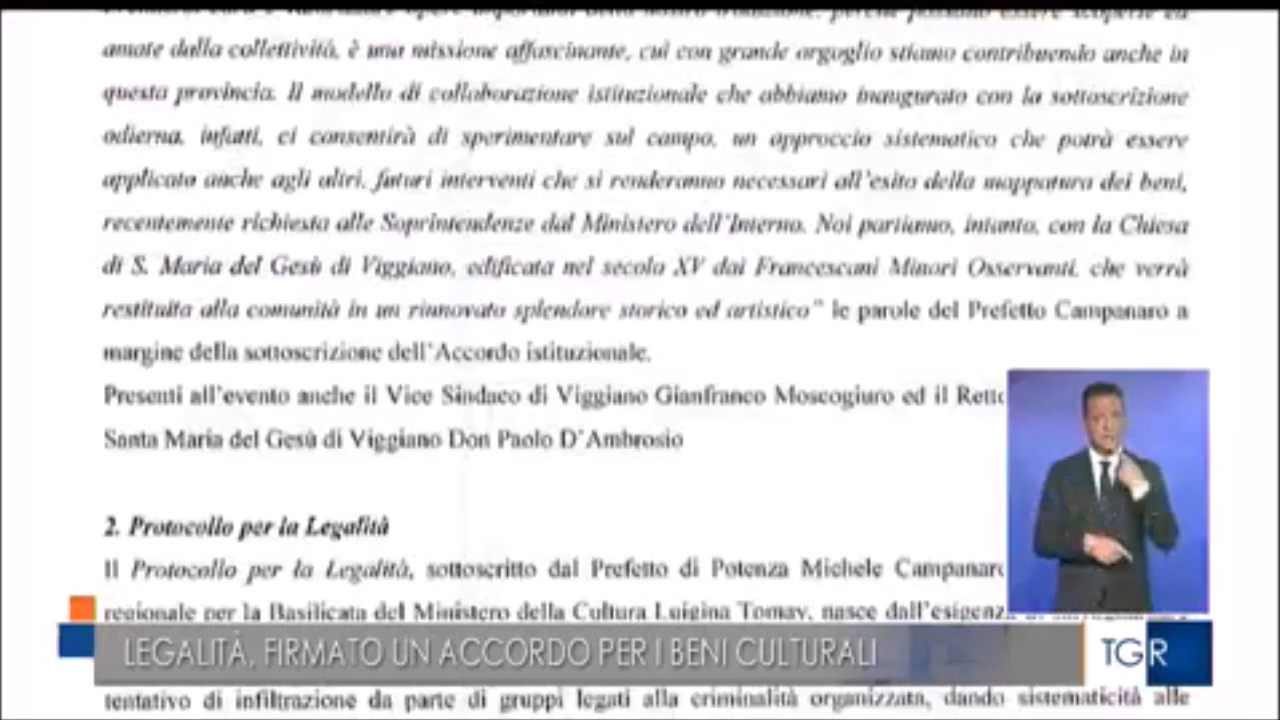 amate dalla collettività, è una missione affascinante, cui con grande orgoglio stiamo contribuendo anche in
questa provincia. Il modello di collaborazione istituzionale che abbiamo inaugurato con la sottoscrizione
odierna, infatti, ci consentirà di sperimentare sul campo, un approccio sistematico che potrà essere
applicato anche agli altri, futuri interventi che si renderanno necessari all'esito della mappatura dei beni,
recentemente richiesta alle Soprintendenze dal Ministero dell'Interno. Noi partiamo, intanto, con la Chiesa
di S. Maria del Gesù di Viggiano, edificata nel secolo XV dai Francescani Minori Osservanti, che verrà
restituita alla comunità in un rinnovato splendore storico ed artistico" le parole del Prefetto Campanaro a
margine della sottoscrizione dell'Accordo istituzionale.
Presenti all'evento anche il Vice Sindaco di Viggiano Gianfranco Moscogiuro ed il
Santa Maria del Gesù di Viggiano Don Paolo D'Ambrosio
2. Protocollo per la Legalità
Il Protocollo per la Legalità, sottoscritto dal Prefetto di Potenza Michele
regionale per la Basilicata del Ministero della Cultura Luigina Tomay, nasce
LEGALITÀ, FIRMATO UN ACCORDO PER I BENI CULTURALI
TGR
tentativo di infiltrazione da parte di gruppi legati alla criminalità organizzata, dando sistematicità alle